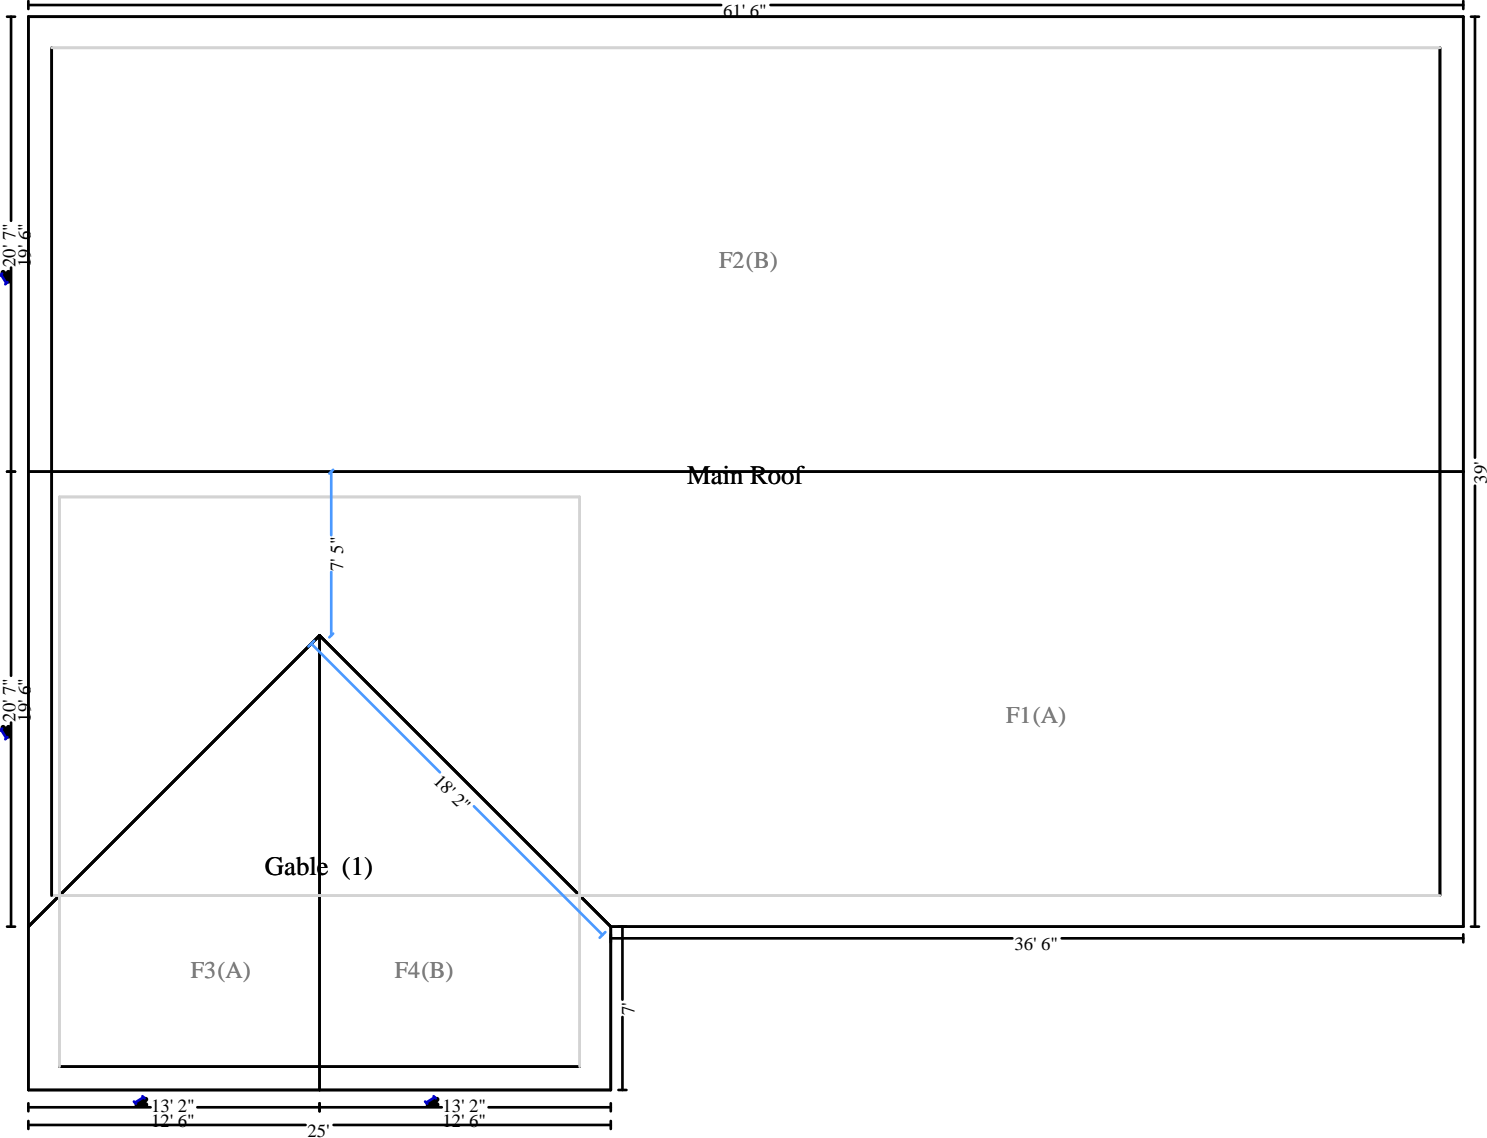 61' 6"
20' 7"
19' 6"
F2(B)
Main Roof
39'
7' 5"
20' 7"
19' 6"
F1(A)
18' 2"
Gable (1)
36' 6"
F3(A)
F4(B)
7'
13' 2"
13' 2"
12' 6"
12' 6"
25'